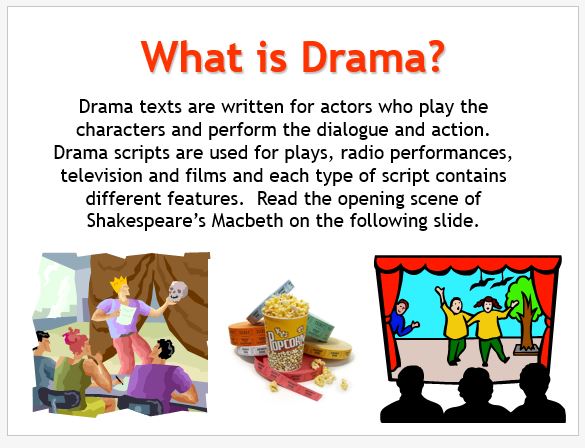 What is Drama?
Drama texts are written for actors who play the
characters and perform the dialogue and action.
Drama scripts are used for plays, radio performances,
television and films and each type of script contains
different features.  Read the opening scene of
Shakespeare’s Macbeth on the following slide.
POPCORN